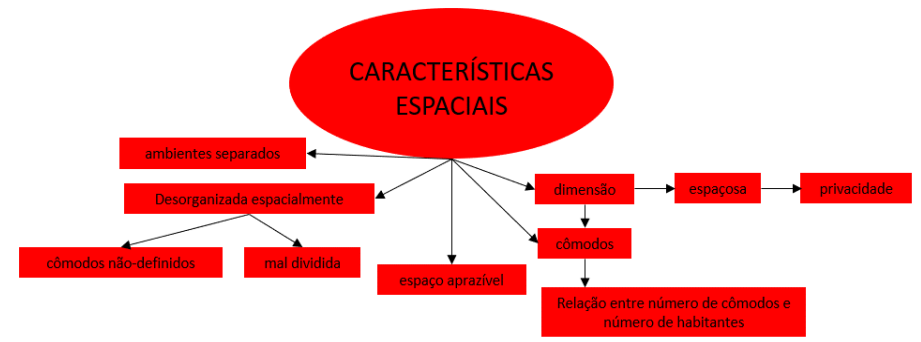 CARACTERÍSTICAS
ESPACIAIS
ambientes separados
Desorganizada espacialmente
dimensão
espaçosa
privacidade
cômodos
cômodos não-definidos
mal dividida
espaço aprazível
Relação entre número de cômodos e
número de habitantes